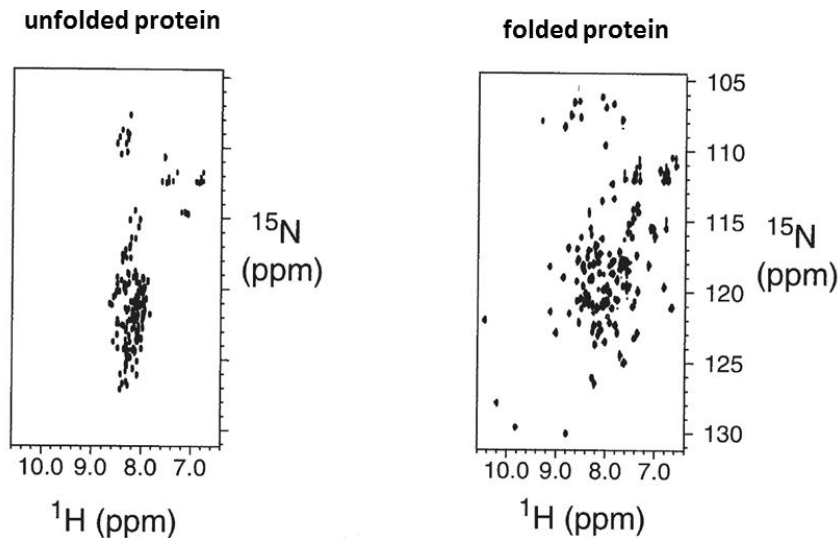 unfolded protein
folded protein
10.0 9.0 8.0 7.0
¹H (ppm)
¹⁵N
(ppm)
105
110
115
120
125
130
10.0 9.0 8.0 7.0
¹H (ppm)
¹⁵N
(ppm)